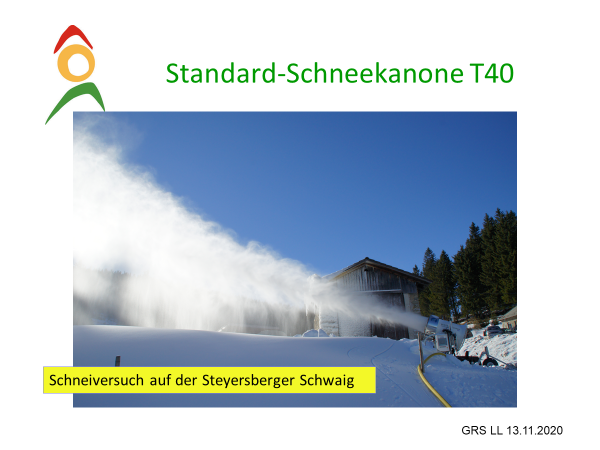 Standard-Schneekanone T40
Schneiversuch auf der Steyersberger Schwaig
GRS LL 13.11.2020